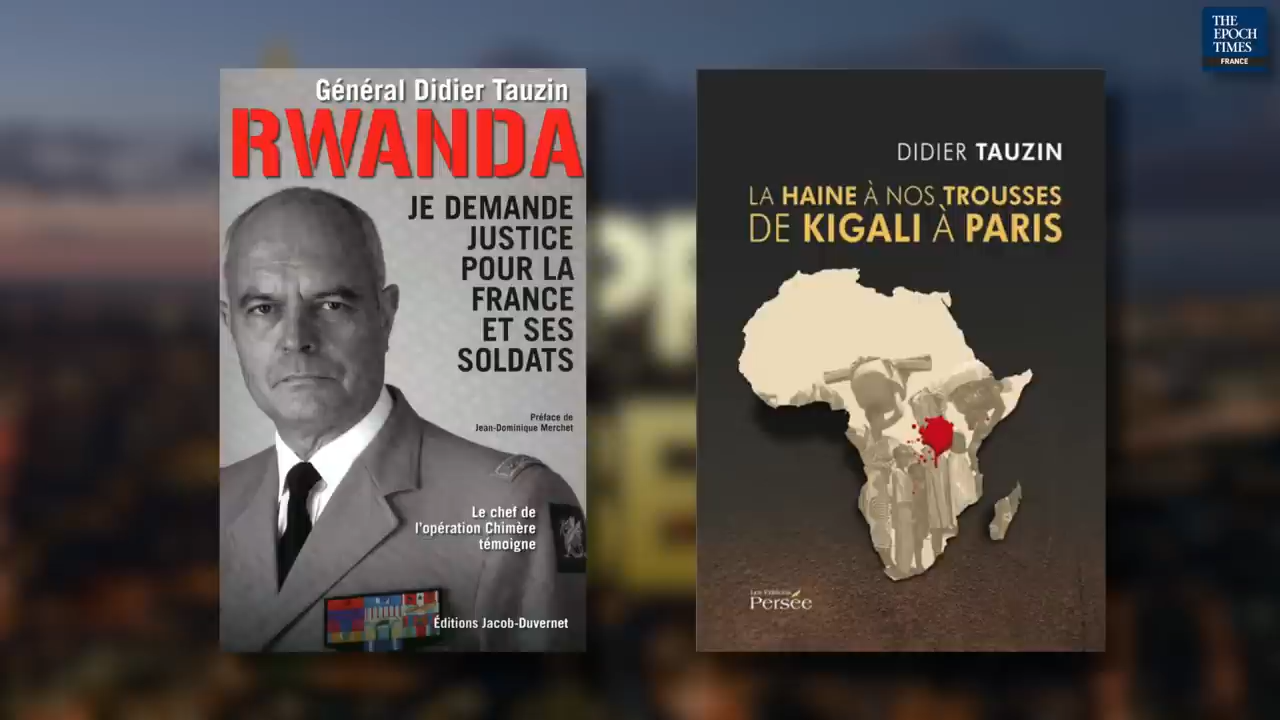 THE
EPOCH
TIMES
FRANCE
Général Didier Tauzin
RWANDA
JE DEMANDE
JUSTICE
POUR LA
FRANCE
ET SES
SOLDATS
Préface de
Jean-Dominique Merchet
Le chef de
l'opération Chimère
témoigne
Éditions Jacob-Duvernet
DIDIER TAUZIN
LA HAINE À NOS TROUSSES
DE KIGALI À PARIS
Les Éditions
Persée